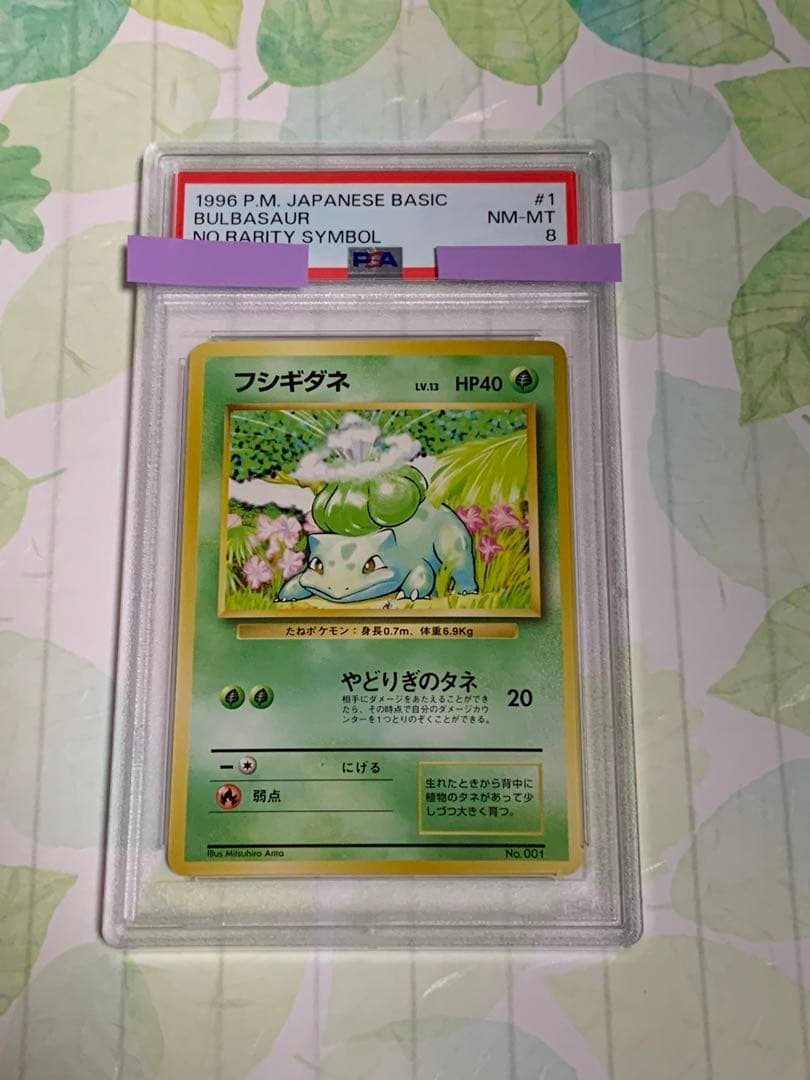 1996 P.M. JAPANESE BASIC #1
BULBASAUR NM-MT
NO RARITY SYMBOL 8
PSA
フシギダネ LV.13 HP40
たねポケモン：身長0.7m、体重6.9Kg
やどりぎのタネ 20
相手にダメージをあたえることができ
たら、その時点で自分のダメージカウ
ンターを1つとりのぞくことができる。
ー にげる
弱点
生れたときから背中に
植物のタネがあって少
しづつ大きく育つ。
Illus Mitsuhiro Arita No.001